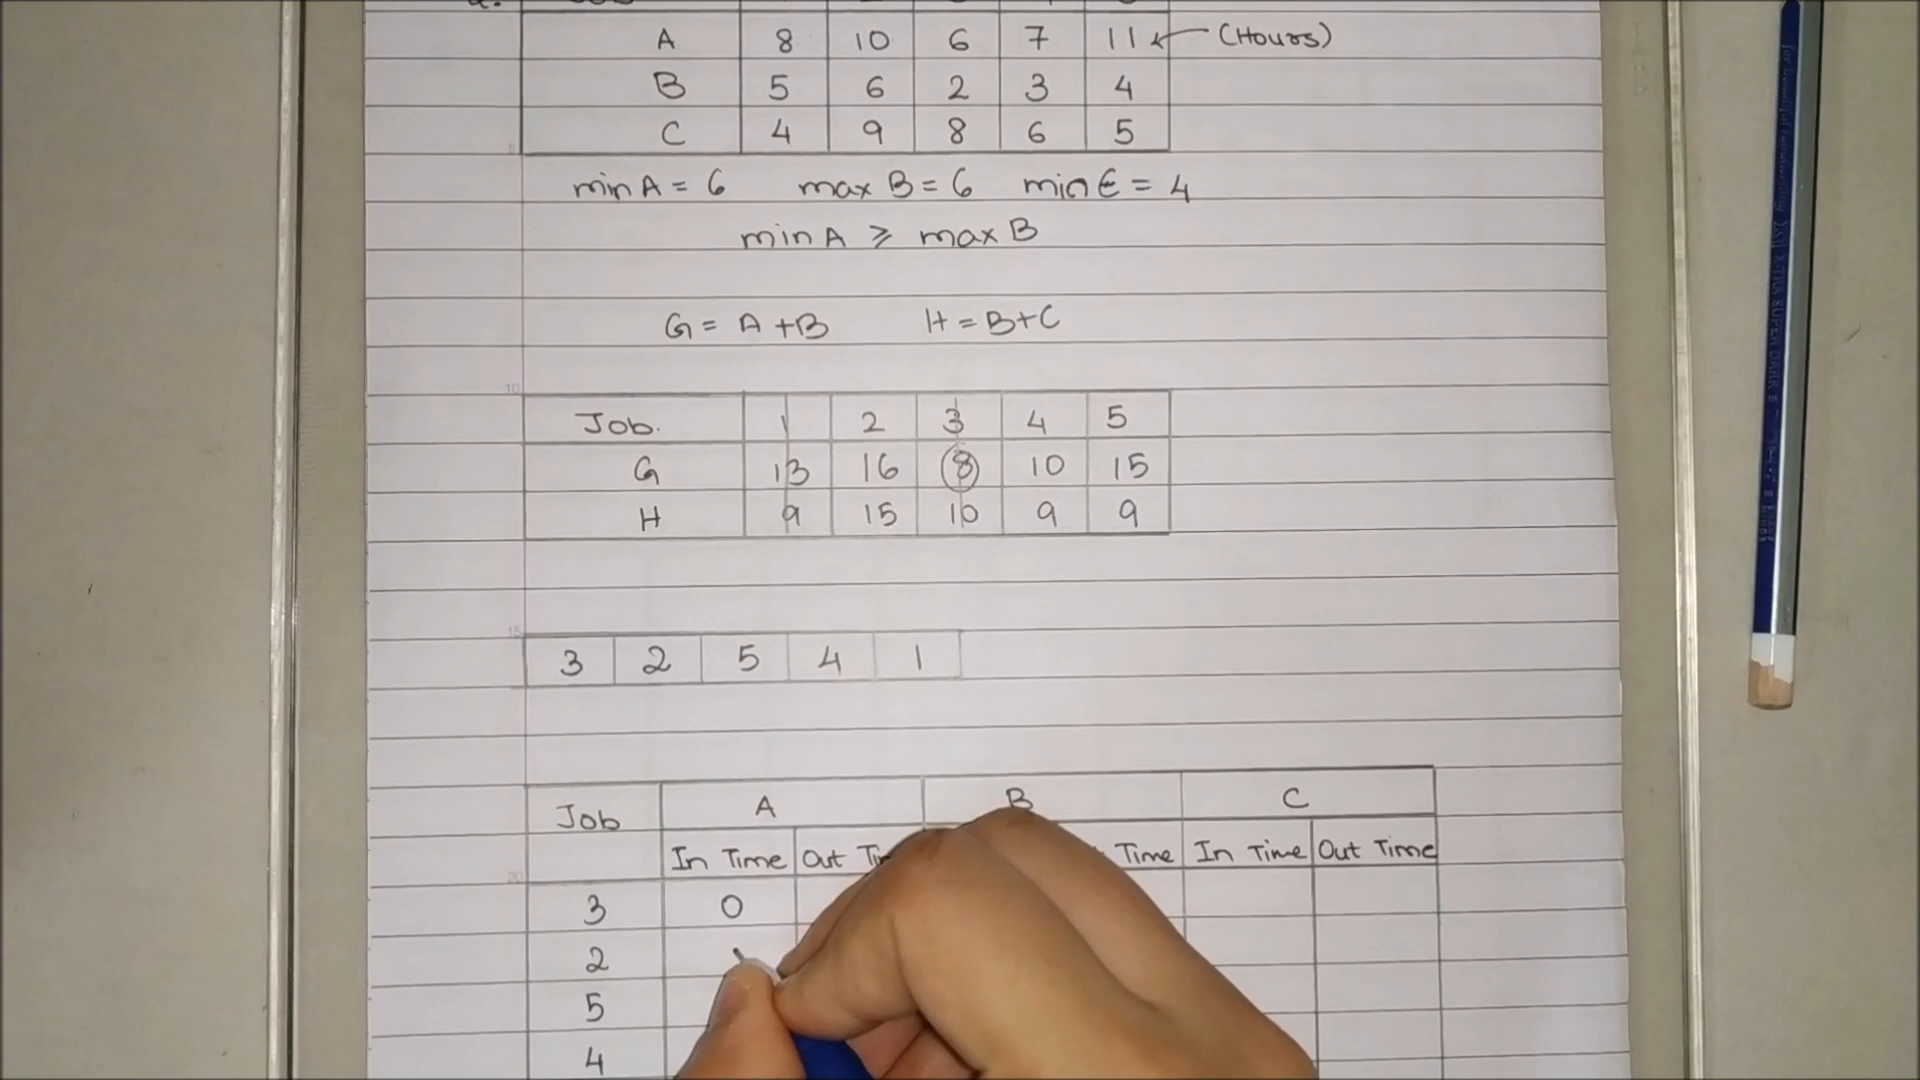 A 8 10 6 7 11 ← (Hours)
B 5 6 2 3 4
C 4 9 8 6 5
min A = 6 max B = 6 min C = 4
min A ⩾ max B
G = A + B H = B + C
Job. 1 2 3 4 5
G 13 16 8 10 15
H 9 15 10 9 9
3 2 5 4 1
Job A B C
In Time Out Time In Time Out Time
3 0
2
5
4